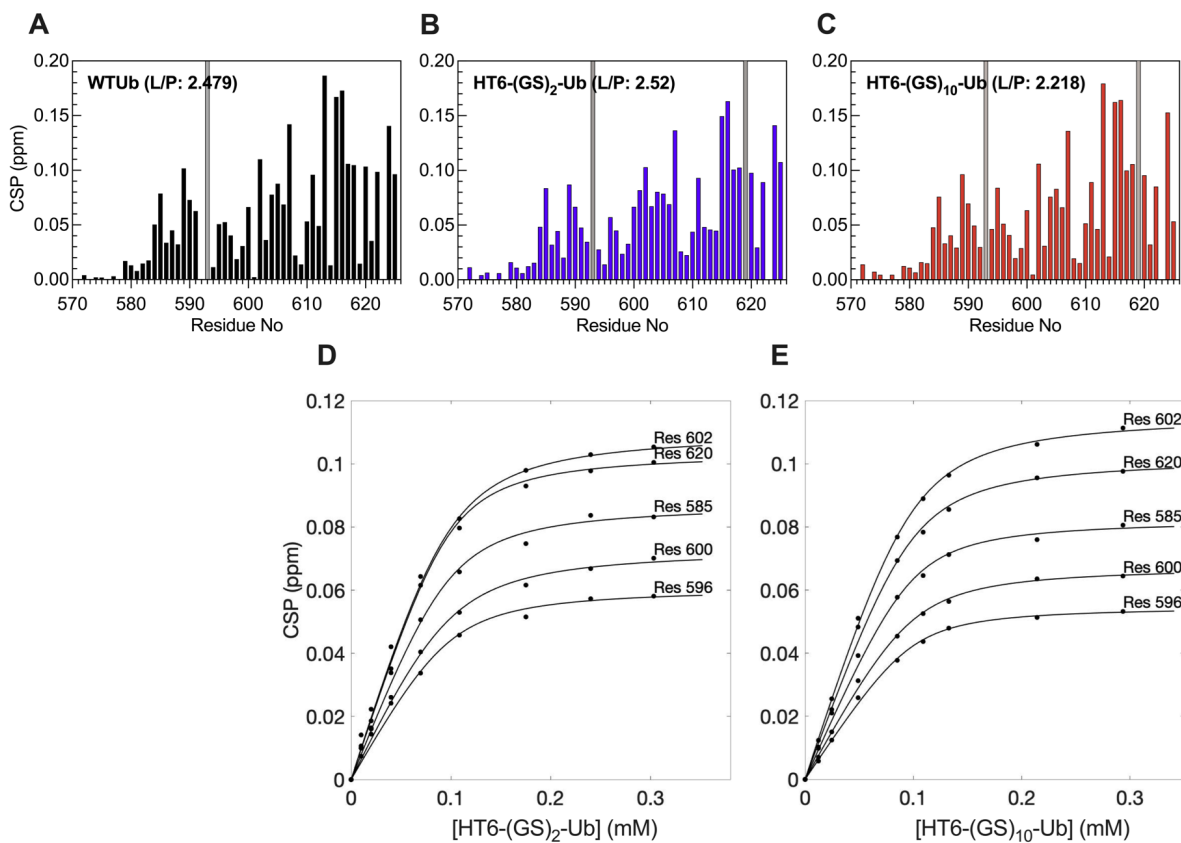 A
B
C
WTUb (L/P: 2.479)
HT6-(GS)2-Ub (L/P: 2.52)
HT6-(GS)10-Ub (L/P: 2.218)
CSP (ppm)
0.20
0.15
0.10
0.05
0.00
570 580 590 600 610 620
Residue No
0.20
0.15
0.10
0.05
0.00
570 580 590 600 610 620
Residue No
0.20
0.15
0.10
0.05
0.00
570 580 590 600 610 620
Residue No
D
E
CSP (ppm)
0.12
0.1
0.08
0.06
0.04
0.02
0
Res 602
Res 620
Res 585
Res 600
Res 596
0 0.1 0.2 0.3
[HT6-(GS)2-Ub] (mM)
0.12
0.1
0.08
0.06
0.04
0.02
0
Res 602
Res 620
Res 585
Res 600
Res 596
0 0.1 0.2 0.3
[HT6-(GS)10-Ub] (mM)